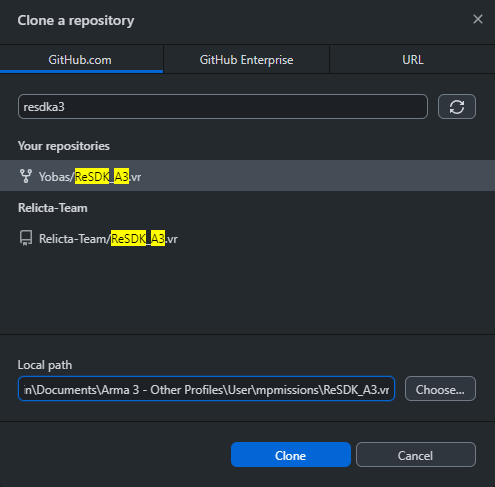 Clone a repository
GitHub.com
GitHub Enterprise
URL
resdka3
Your repositories
Yobas/ReSDK_A3.vr
Relicta-Team
Relicta-Team/ReSDK_A3.vr
Local path
n\Documents\Arma 3 - Other Profiles\User\mpmissions\ReSDK_A3.vr
Choose...
Clone
Cancel